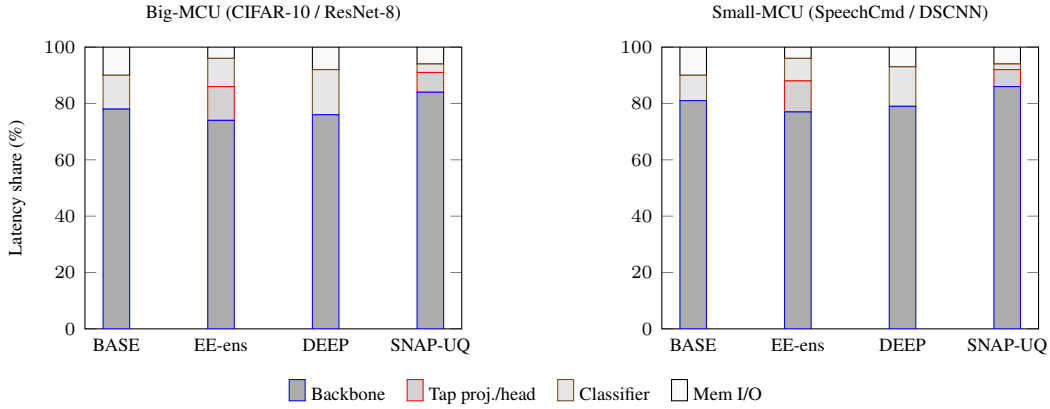 Big-MCU (CIFAR-10 / ResNet-8)
Small-MCU (SpeechCmd / DSCNN)
Latency share (%)
100
80
60
40
20
0
BASE EE-ens DEEP SNAP-UQ
100
80
60
40
20
0
BASE EE-ens DEEP SNAP-UQ
Backbone Tap proj./head Classifier Mem I/O